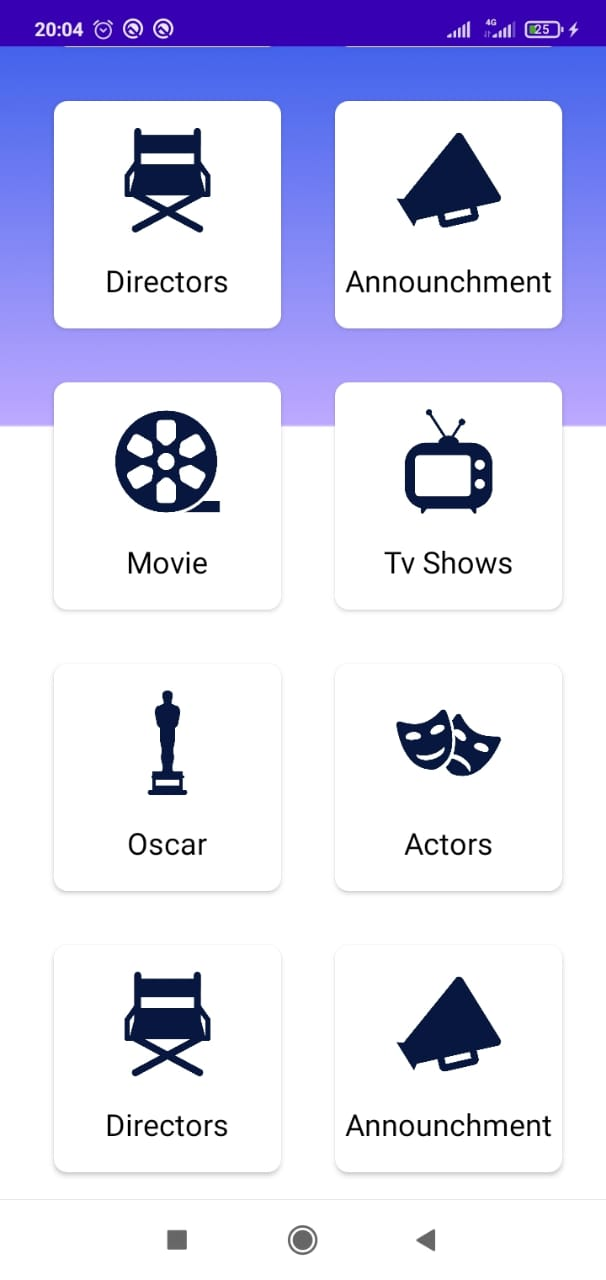 20:04
4G
25
Directors
Announchment
Movie
Tv Shows
Oscar
Actors
Directors
Announchment